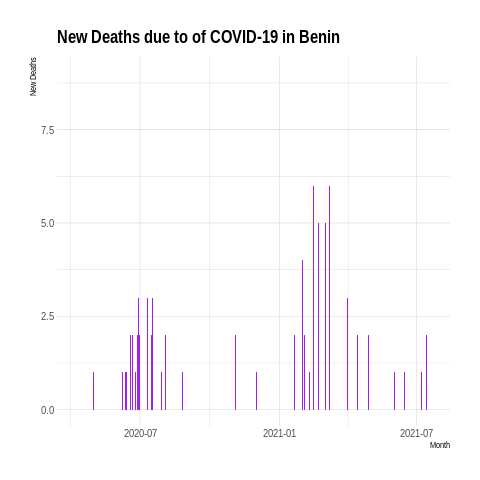 New Deaths due to of COVID-19 in Benin
New Deaths
7.5
5.0
2.5
0.0
2020-07
2021-01
2021-07
Month